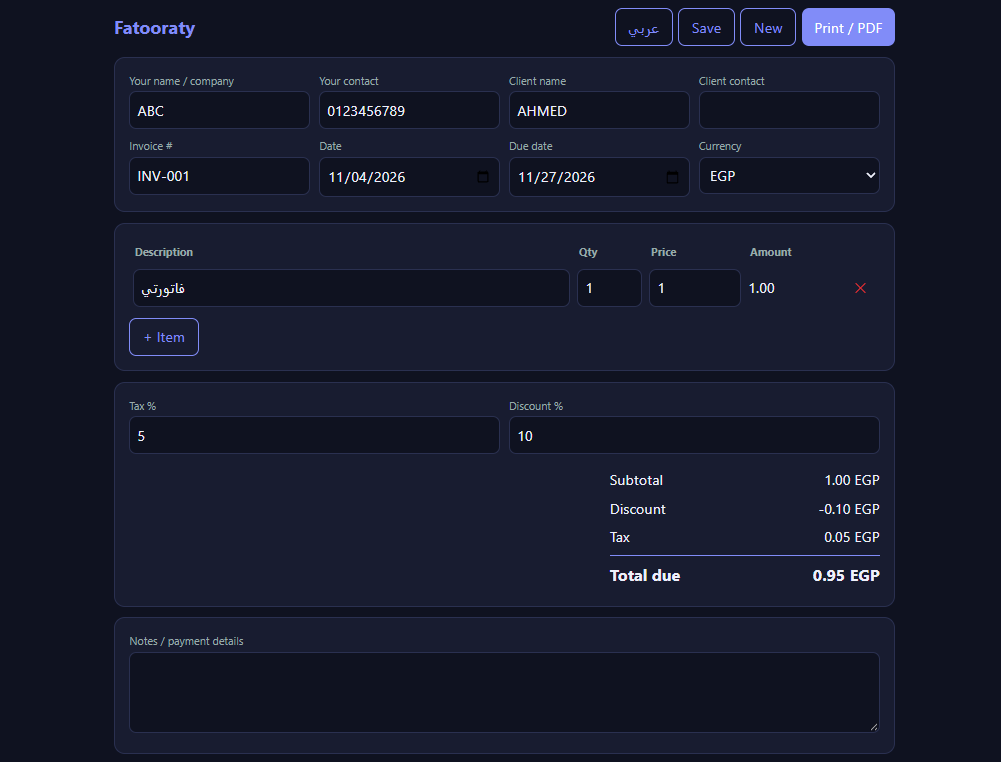 Fatooraty
عربي Save New Print / PDF
Your name / company Your contact Client name Client contact
ABC 0123456789 AHMED
Invoice # Date Due date Currency
INV-001 11/04/2026 11/27/2026 EGP
Description Qty Price Amount
فاتورتي 1 1 1.00
+ Item
Tax % Discount %
5 10
Subtotal 1.00 EGP
Discount -0.10 EGP
Tax 0.05 EGP
Total due 0.95 EGP
Notes / payment details